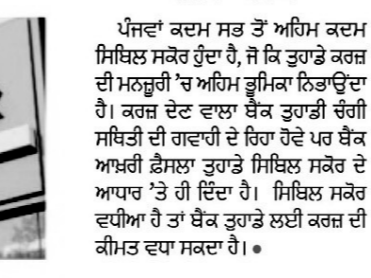 ਪੰਜਵਾਂ ਕਦਮ ਸਭ ਤੋਂ ਅਹਿਮ ਕਦਮ
ਸਿਬਿਲ ਸਕੋਰ ਹੁੰਦਾ ਹੈ, ਜੋ ਕਿ ਤੁਹਾਡੇ ਕਰਜ਼
ਦੀ ਮਨਜ਼ੂਰੀ ’ਚ ਅਹਿਮ ਭੂਮਿਕਾ ਨਿਭਾਉਂਦਾ
ਹੈ। ਕਰਜ਼ ਦੇਣ ਵਾਲਾ ਬੈਂਕ ਤੁਹਾਡੀ ਚੰਗੀ
ਸਥਿਤੀ ਦੀ ਗਵਾਹੀ ਦੇ ਰਿਹਾ ਹੋਵੇ ਪਰ ਬੈਂਕ
ਆਖ਼ਰੀ ਫ਼ੈਸਲਾ ਤੁਹਾਡੇ ਸਿਬਿਲ ਸਕੋਰ ਦੇ
ਆਧਾਰ ’ਤੇ ਹੀ ਦਿੰਦਾ ਹੈ। ਸਿਬਿਲ ਸਕੋਰ
ਵਧੀਆ ਹੈ ਤਾਂ ਬੈਂਕ ਤੁਹਾਡੇ ਲਈ ਕਰਜ਼ ਦੀ
ਕੀਮਤ ਵਧਾ ਸਕਦਾ ਹੈ। ●